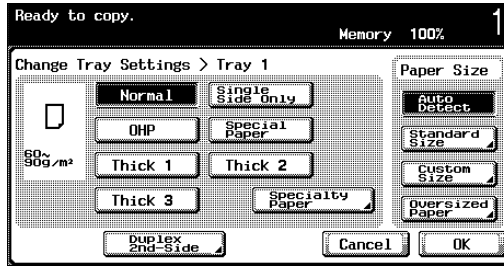 Ready to copy.
1
Memory 100%
Change Tray Settings > Tray 1
Paper Size
Normal
Single
Side Only
Auto
Detect
OHP
Special
Paper
Standard
Size
60~
90g/m²
Thick 1
Thick 2
Custom
Size
Thick 3
Specialty
Paper
Oversized
Paper
Duplex
2nd-Side
Cancel
OK